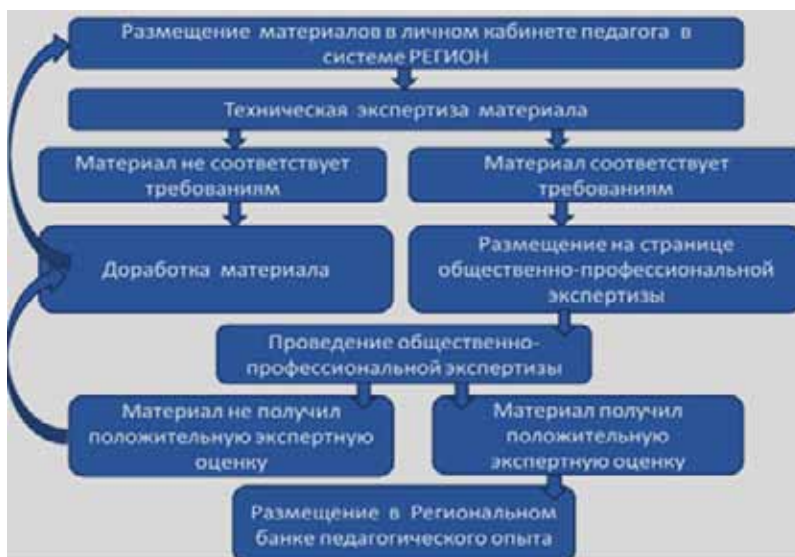 Размещение материалов в личном кабинете педагога в
системе РЕГИОН
Техническая экспертиза материала
Материал не соответствует
требованиям
Материал соответствует
требованиям
Доработка материала
Размещение на странице
общественно-профессиональной
экспертизы
Проведение общественно-
профессиональной экспертизы
Материал не получил
положительную экспертную
оценку
Материал получил
положительную
экспертную оценку
Размещение в Региональном
банке педагогического опыта